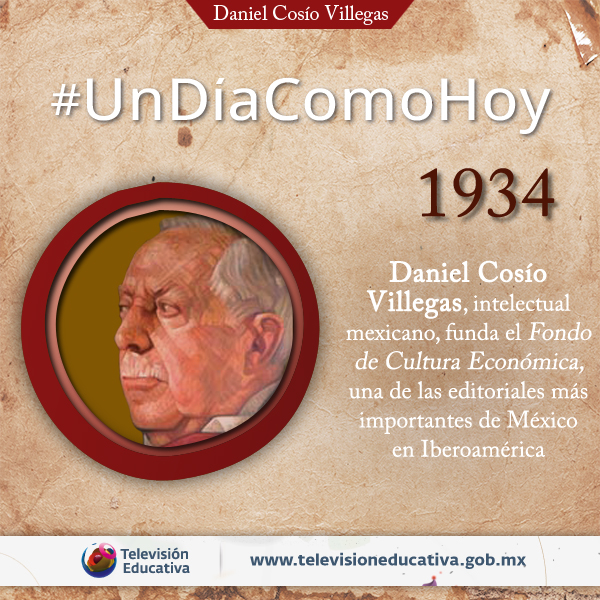 Daniel Cosío Villegas
#UnDíaComoHoy
1934
Daniel Cosío
Villegas, intelectual
mexicano, funda el Fondo
de Cultura Económica,
una de las editoriales más
importantes de México
en Iberoamérica
Televisión
Educativa
www.televisioneducativa.gob.mx